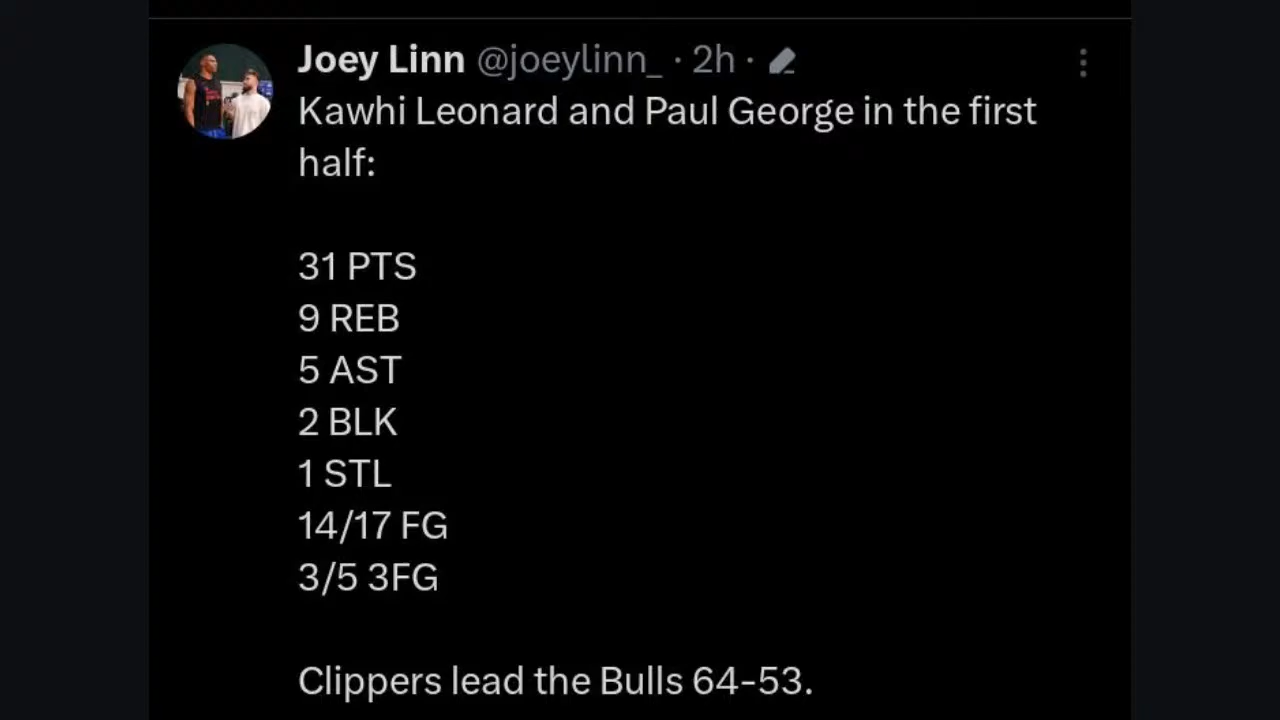 Joey Linn @joeylinn_ · 2h ·
Kawhi Leonard and Paul George in the first
half:
31 PTS
9 REB
5 AST
2 BLK
1 STL
14/17 FG
3/5 3FG
Clippers lead the Bulls 64-53.